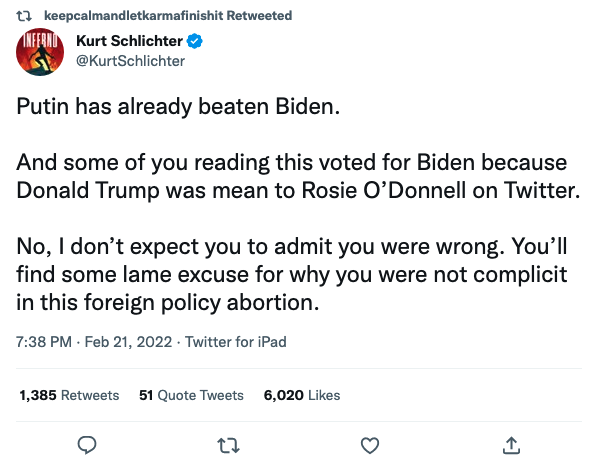 keepcalmandletkarmafinishit Retweeted
INFERNO
Kurt Schlichter
@KurtSchlichter
Putin has already beaten Biden.
And some of you reading this voted for Biden because
Donald Trump was mean to Rosie O’Donnell on Twitter.
No, I don’t expect you to admit you were wrong. You’ll
find some lame excuse for why you were not complicit
in this foreign policy abortion.
7:38 PM · Feb 21, 2022 · Twitter for iPad
1,385 Retweets 51 Quote Tweets 6,020 Likes